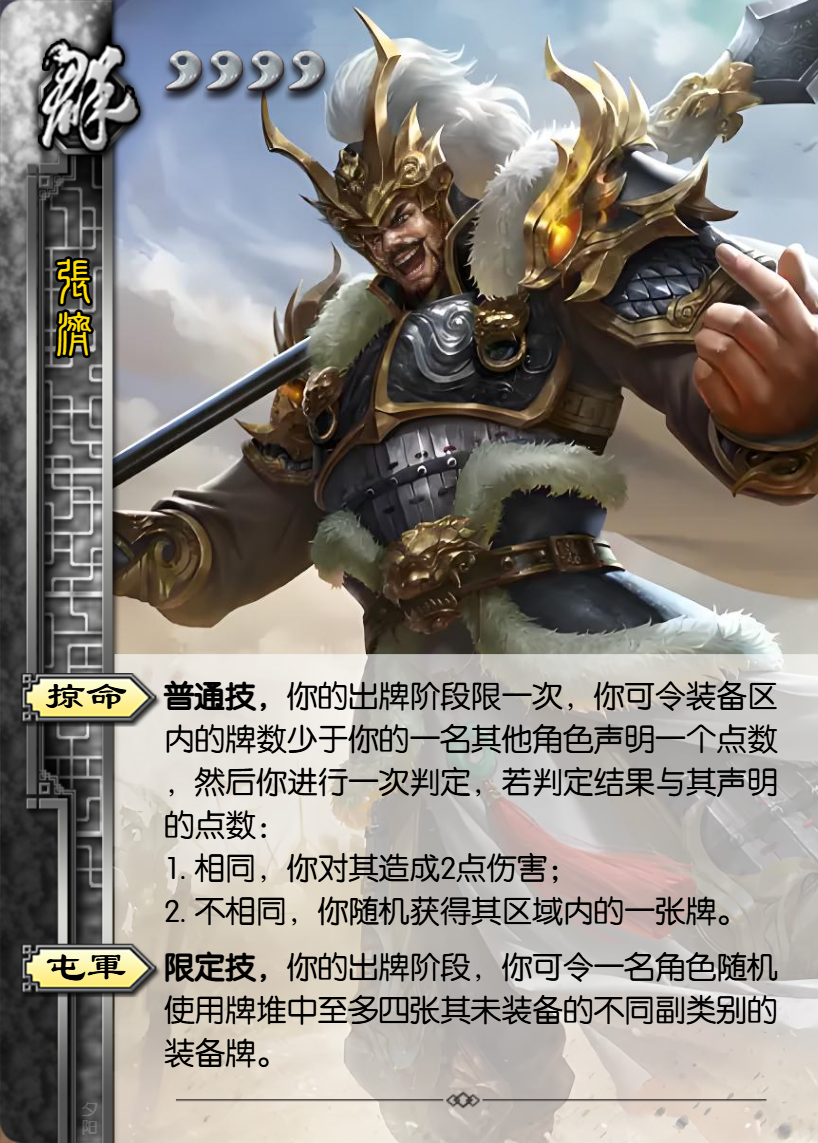 群
張濟
掠命
普通技，你的出牌阶段限一次，你可令装备区
内的牌数少于你的一名其他角色声明一个点数
，然后你进行一次判定，若判定结果与其声明
的点数：
1. 相同，你对其造成2点伤害；
2. 不相同，你随机获得其区域内的一张牌。
屯軍
限定技，你的出牌阶段，你可令一名角色随机
使用牌堆中至多四张其未装备的不同副类别的
装备牌。
夕阳